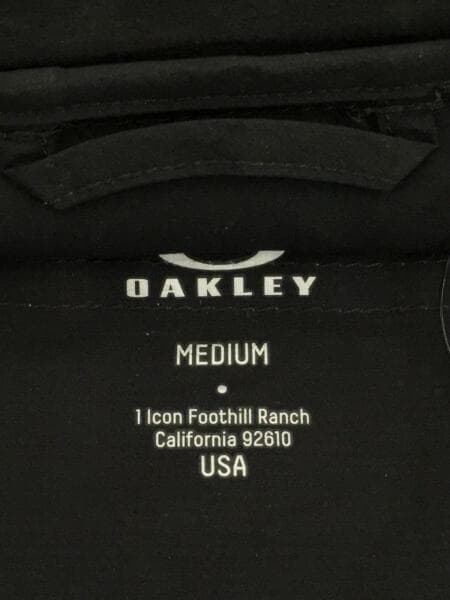 OAKLEY
MEDIUM
•
1 Icon Foothill Ranch
California 92610
USA